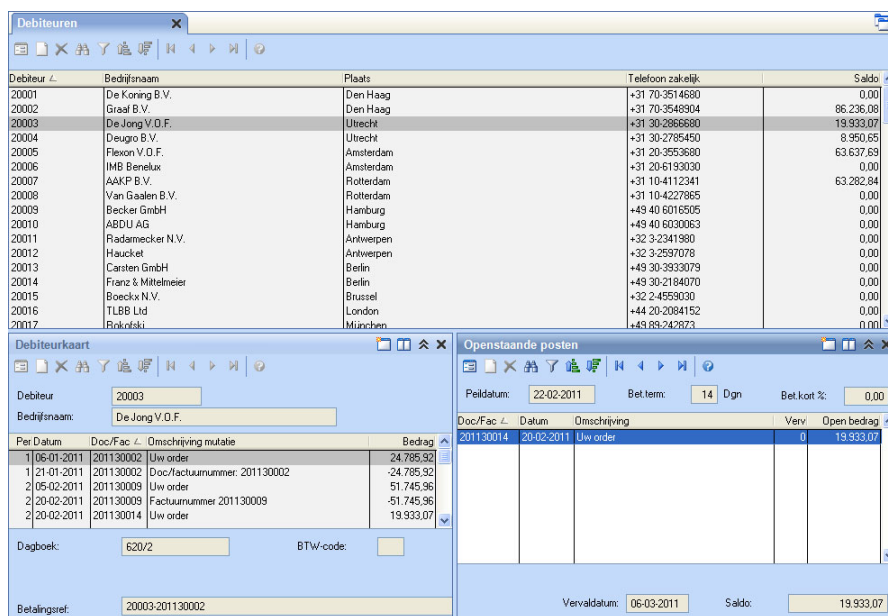 Debiteuren
Debiteur Bedrijfsnaam Plaats Telefoon zakelijk Saldo
20001 De Koning B.V. Den Haag +31 70-3514680 0,00
20002 Graaf B.V. Den Haag +31 70-3548904 86.236,08
20003 De Jong V.O.F. Utrecht +31 30-2866680 19.933,07
20004 Deugro B.V. Utrecht +31 30-2785450 8.950,65
20005 Flexon V.O.F. Amsterdam +31 20-3553680 63.637,69
20006 IMB Benelux Amsterdam +31 20-6193030 0,00
20007 AAKP B.V. Rotterdam +31 10-4112341 63.282,84
20008 Van Gaalen B.V. Rotterdam +31 10-4227865 0,00
20009 Becker GmbH Hamburg +49 40 6016505 0,00
20010 ABDU AG Hamburg +49 40 6030063 0,00
20011 Radarmecker N.V. Antwerpen +32 3-2341980 0,00
20012 Haucket Antwerpen +32 3-2597078 0,00
20013 Carsten GmbH Berlin +49 30-3933079 0,00
20014 Franz & Mittelmeier Berlin +49 30-2184070 0,00
20015 Boeckx N.V. Brussel +32 2-4559030 0,00
20016 TLBB Ltd London +44 20-2084152 0,00
20017 Rokofski München +49 89-242873 0,00
Debiteurkaart
Debiteur 20003
Bedrijfsnaam: De Jong V.O.F.
Per Datum Doc/Fac Omschrijving mutatie Bedrag
1 06-01-2011 201130002 Uw order 24.785,92
1 21-01-2011 201130002 Doc/factuurnummer: 201130002 -24.785,92
2 05-02-2011 201130009 Uw order 51.745,96
2 20-02-2011 201130009 Factuurnummer 201130009 -51.745,96
2 20-02-2011 201130014 Uw order 19.933,07
Dagboek: 620/2 BTW-code:
Betalingsref: 20003-201130002
Openstaande posten
Peildatum: 22-02-2011 Bet.term: 14 Dgn Bet.kort %: 0,00
Doc/Fac Datum Omschrijving Verv Open bedrag
201130014 20-02-2011 Uw order 0 19.933,07
Vervaldatum: 06-03-2011 Saldo: 19.933,07